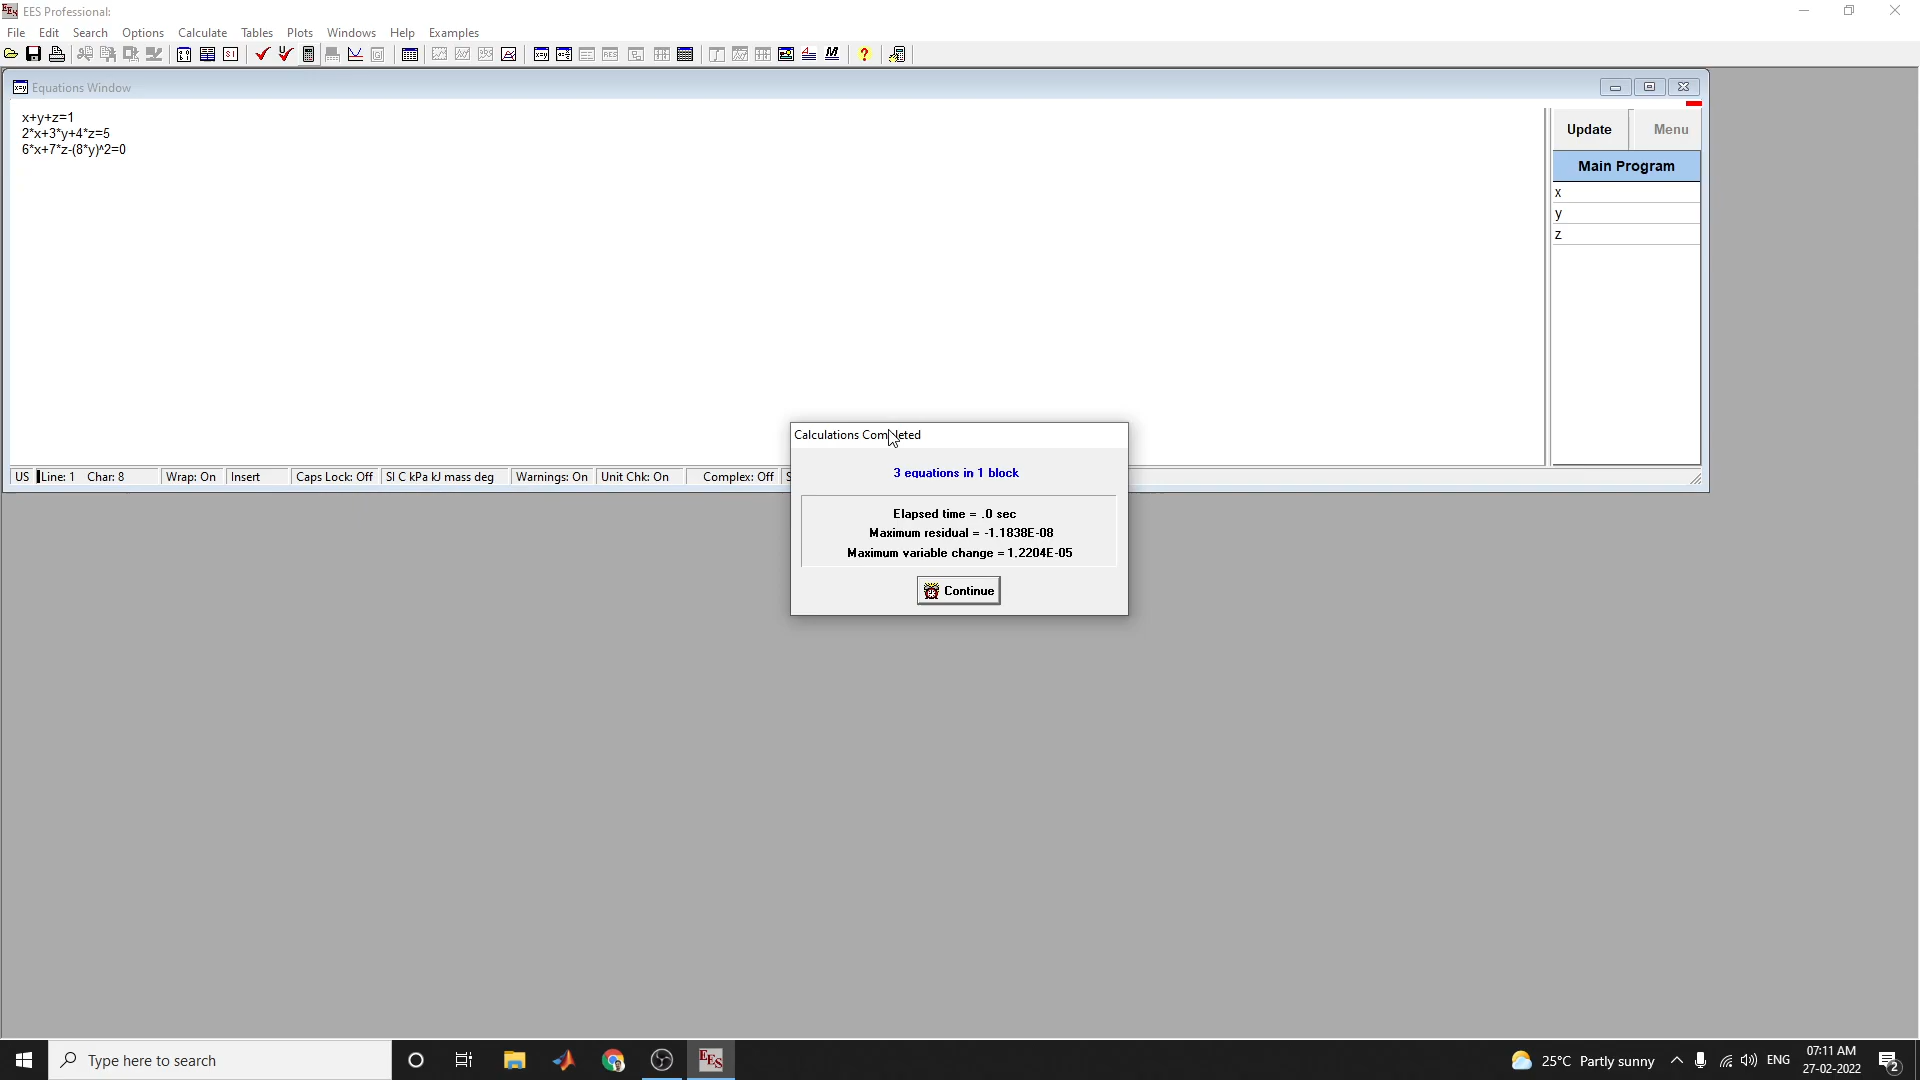 EES Professional:
File Edit Search Options Calculate Tables Plots Windows Help Examples
Equations Window
x+y+z=1
2*x+3*y+4*z=5
6*x+7*z-(8*y)^2=0
Update Menu
Main Program
x
y
z
Calculations Completed
3 equations in 1 block
Elapsed time = .0 sec
Maximum residual = -1.1838E-08
Maximum variable change = 1.2204E-05
Continue
US Line: 1 Char: 8 Wrap: On Insert Caps Lock: Off SI C kPa kJ mass deg Warnings: On Unit Chk: On Complex: Off
Type here to search
25°C Partly sunny ENG
07:11 AM
27-02-2022
2